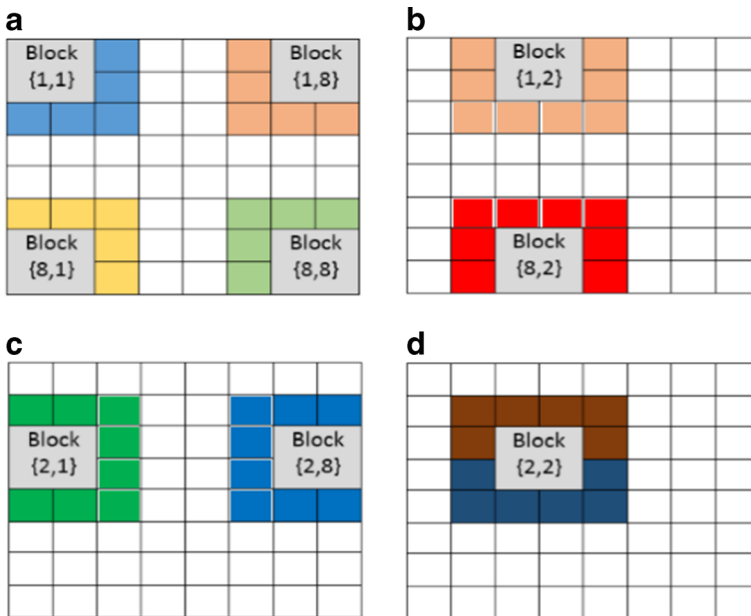 a
Block
{1,1}
Block
{1,8}
Block
{8,1}
Block
{8,8}
b
Block
{1,2}
Block
{8,2}
c
Block
{2,1}
Block
{2,8}
d
Block
{2,2}